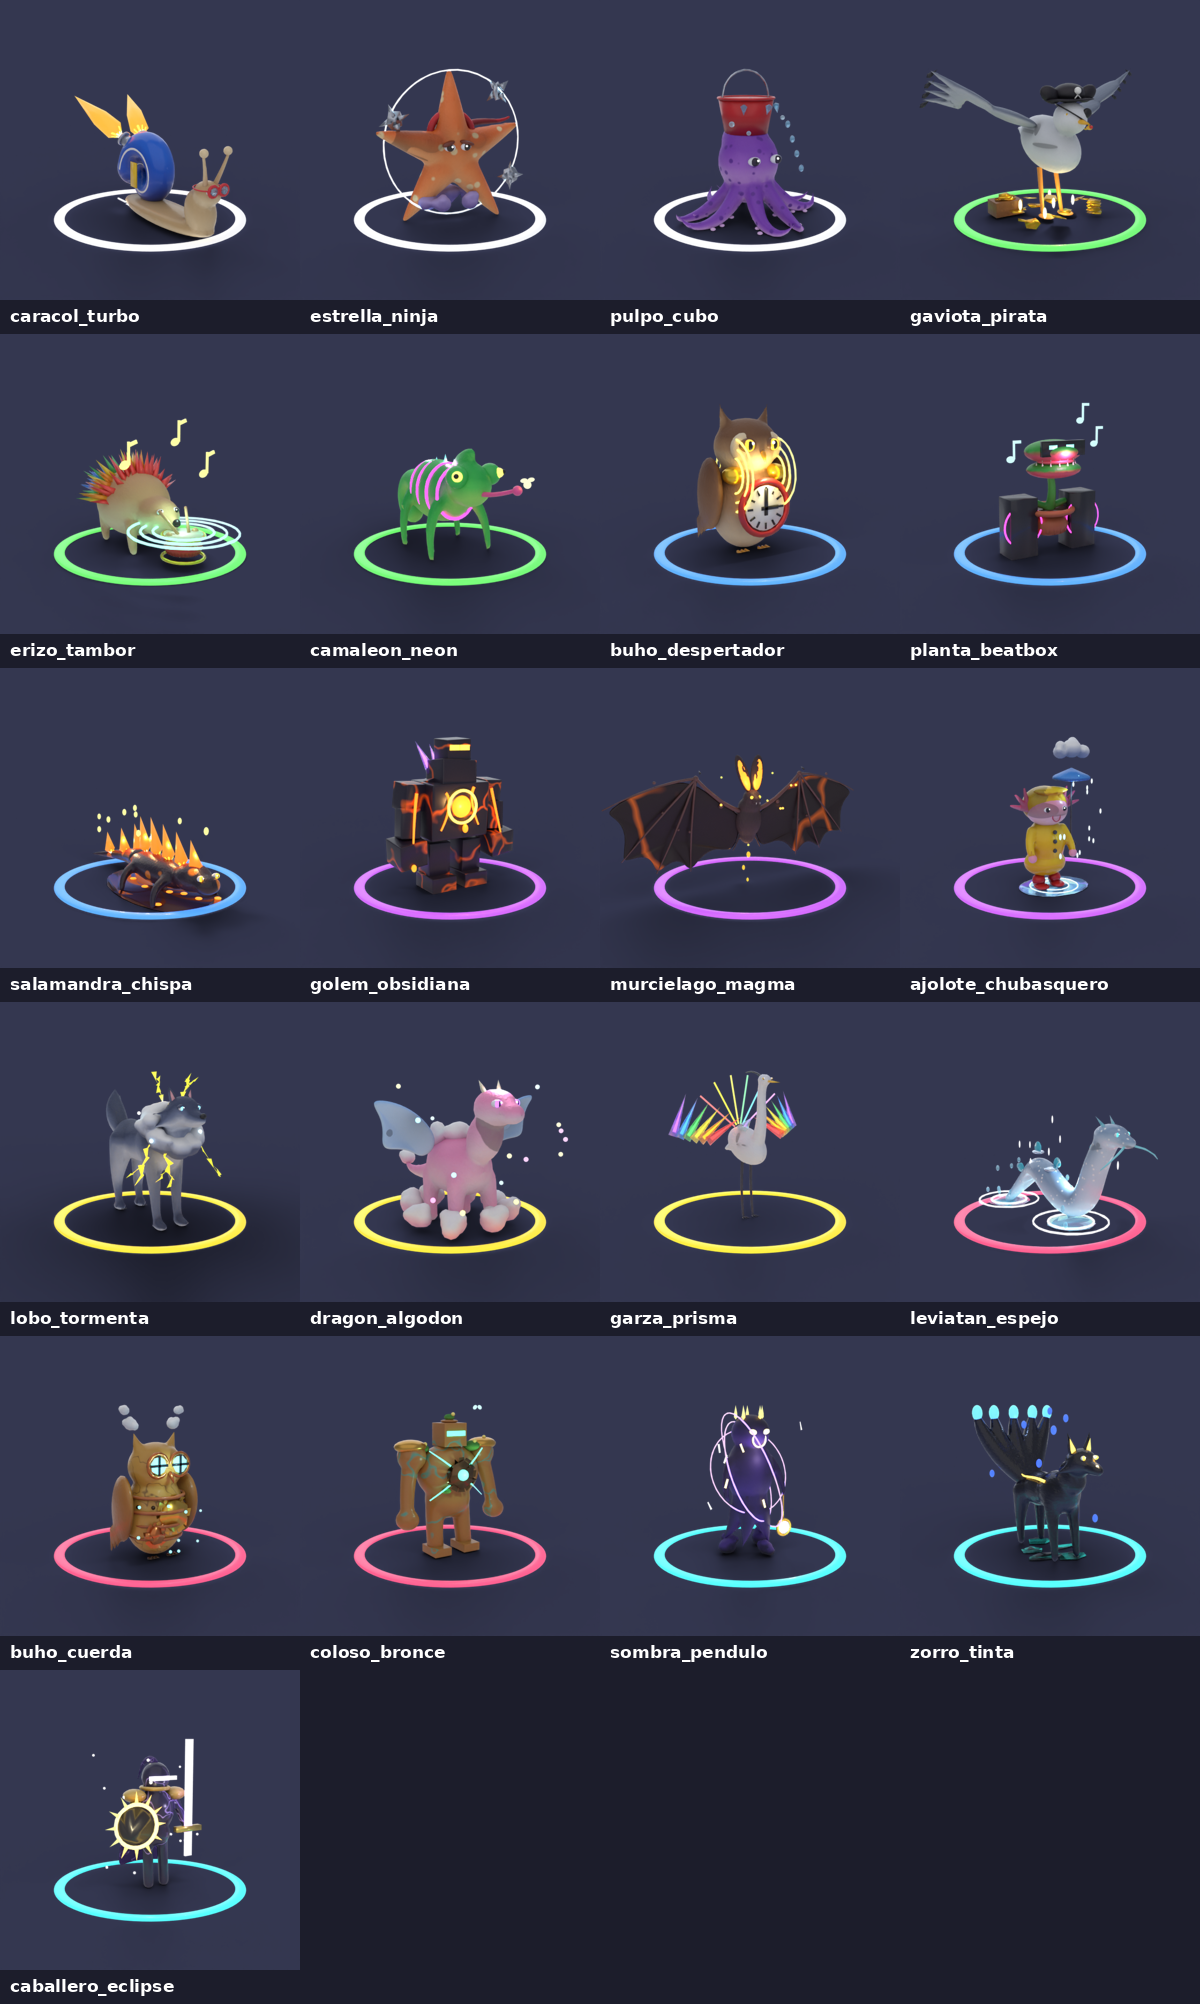 caracol_turbo
estrella_ninja
pulpo_cubo
gaviota_pirata
erizo_tambor
camaleon_neon
buho_despertador
planta_beatbox
salamandra_chispa
golem_obsidiana
murcielago_magma
ajolote_chubasquero
lobo_tormenta
dragon_algodon
garza_prisma
leviatan_espejo
buho_cuerda
coloso_bronce
sombra_pendulo
zorro_tinta
caballero_eclipse